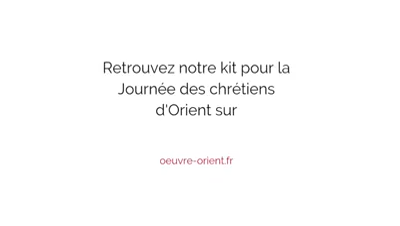 Retrouvez notre kit pour la
Journée des chrétiens
d'Orient sur
oeuvre-orient.fr